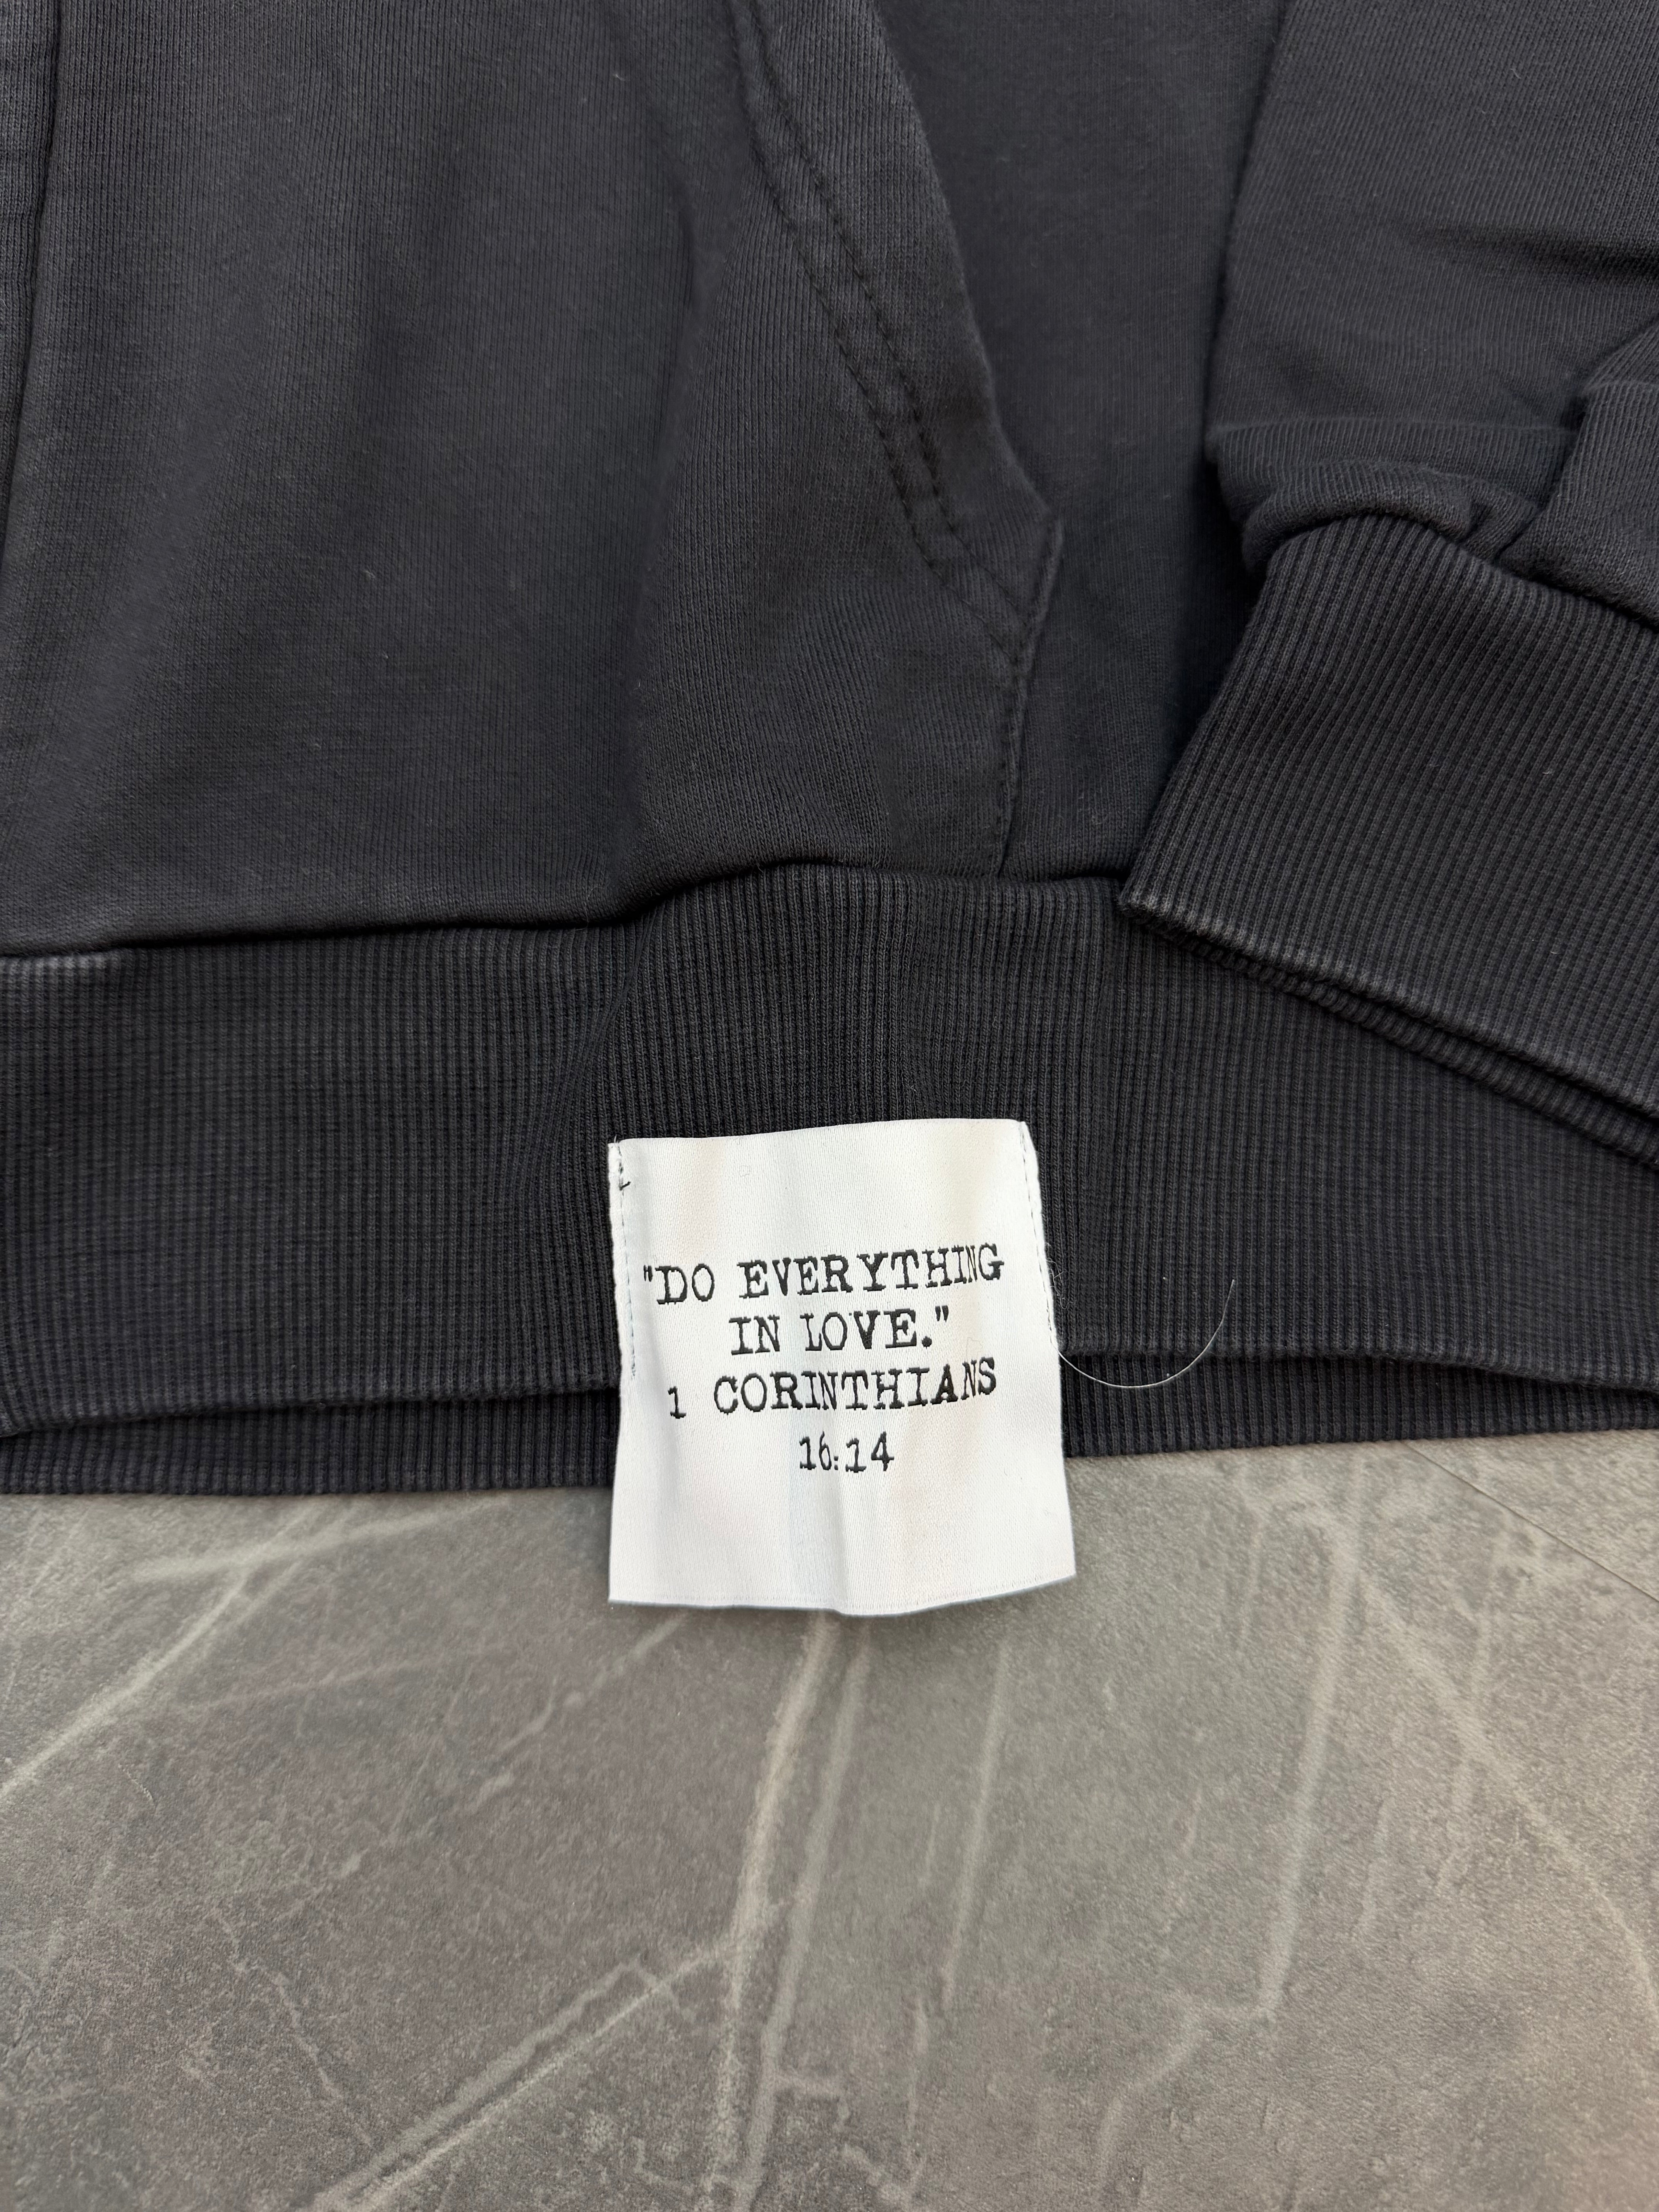 "DO EVERYTHING
IN LOVE."
1 CORINTHIANS
16:14